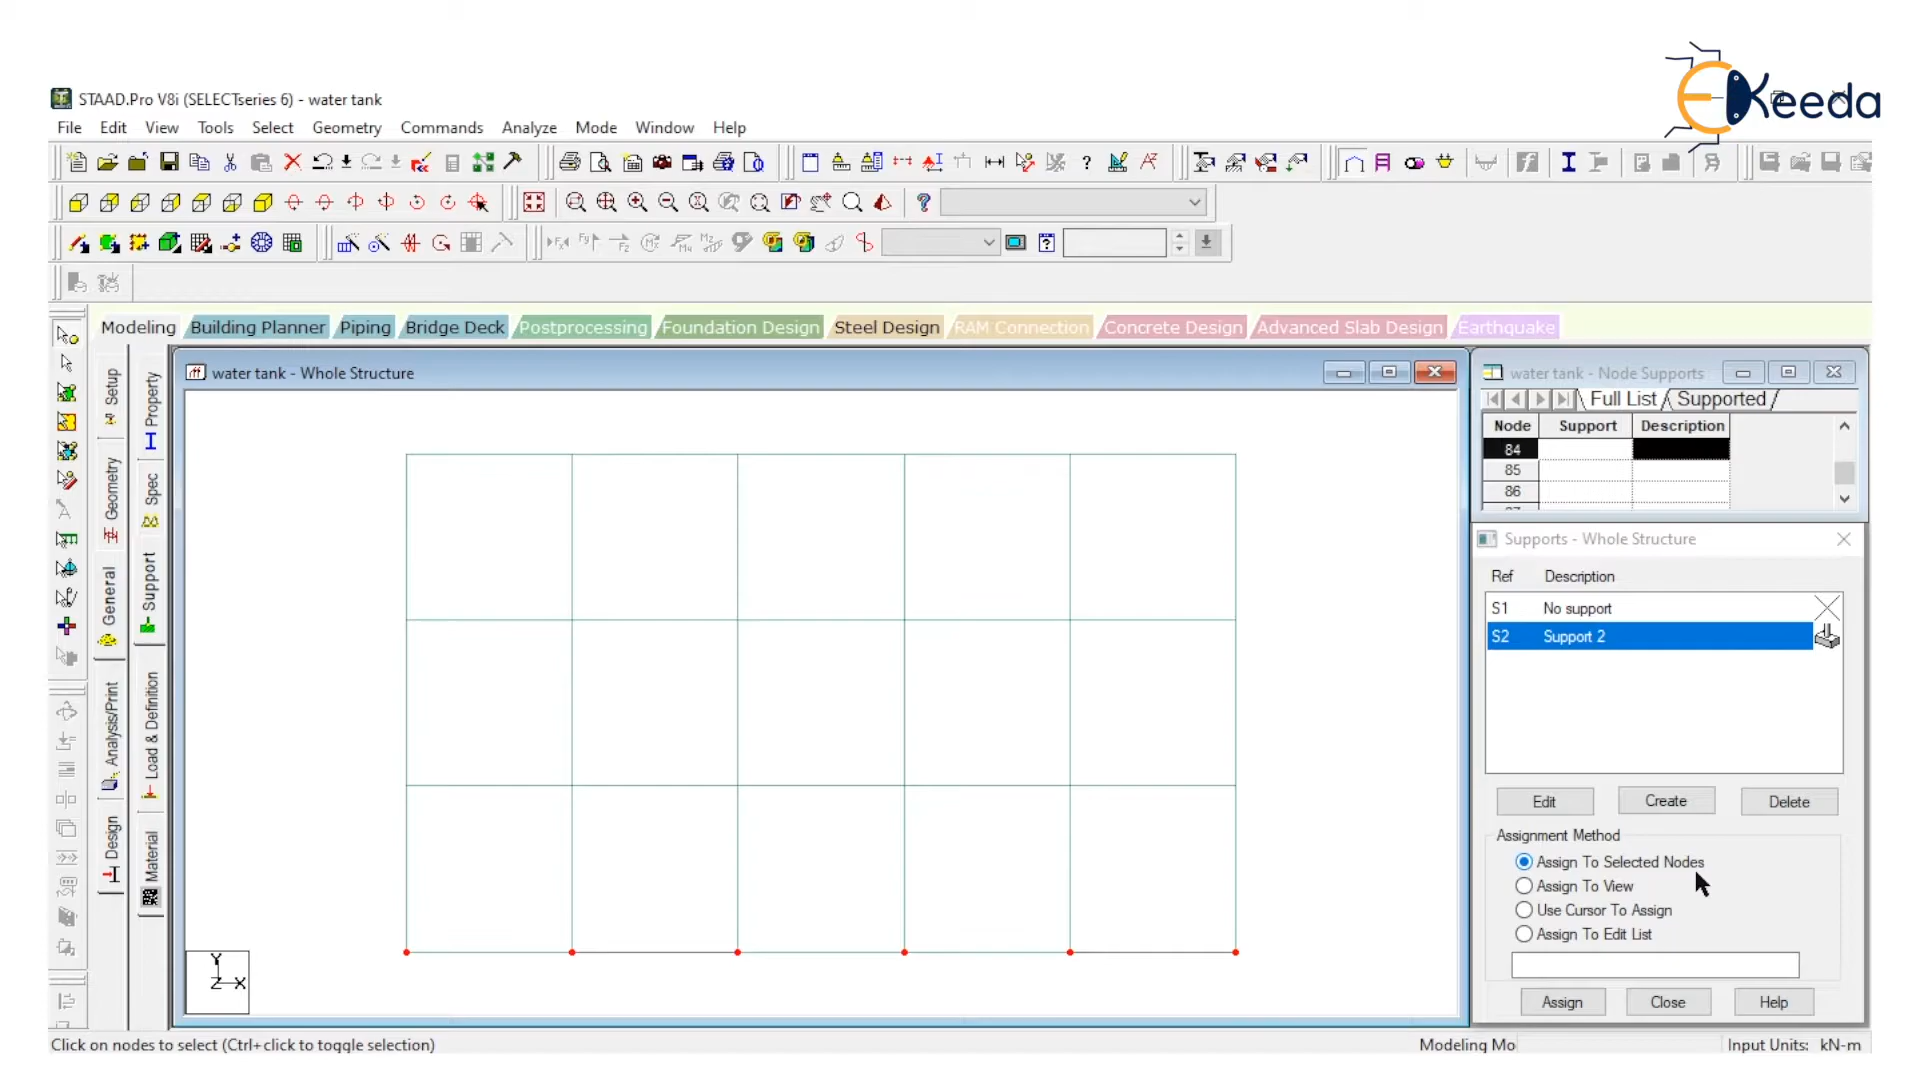 EKeeda
STAAD.Pro V8i (SELECTseries 6) - water tank
File Edit View Tools Select Geometry Commands Analyze Mode Window Help
Modeling Building Planner Piping Bridge Deck Postprocessing Foundation Design Steel Design RAM Connection Concrete Design Advanced Slab Design Earthquake
Setup
Geometry
General
Analysis/Print
Design
Property
Spec
Support
Load & Definition
Material
water tank - Whole Structure
Y
Z X
water tank - Node Supports
Full List Supported
Node Support Description
84
85
86
Supports - Whole Structure
Ref Description
S1 No support
S2 Support 2
Edit Create Delete
Assignment Method
Assign To Selected Nodes
Assign To View
Use Cursor To Assign
Assign To Edit List
Assign Close Help
Click on nodes to select (Ctrl+click to toggle selection)
Modeling Mo
Input Units: kN-m